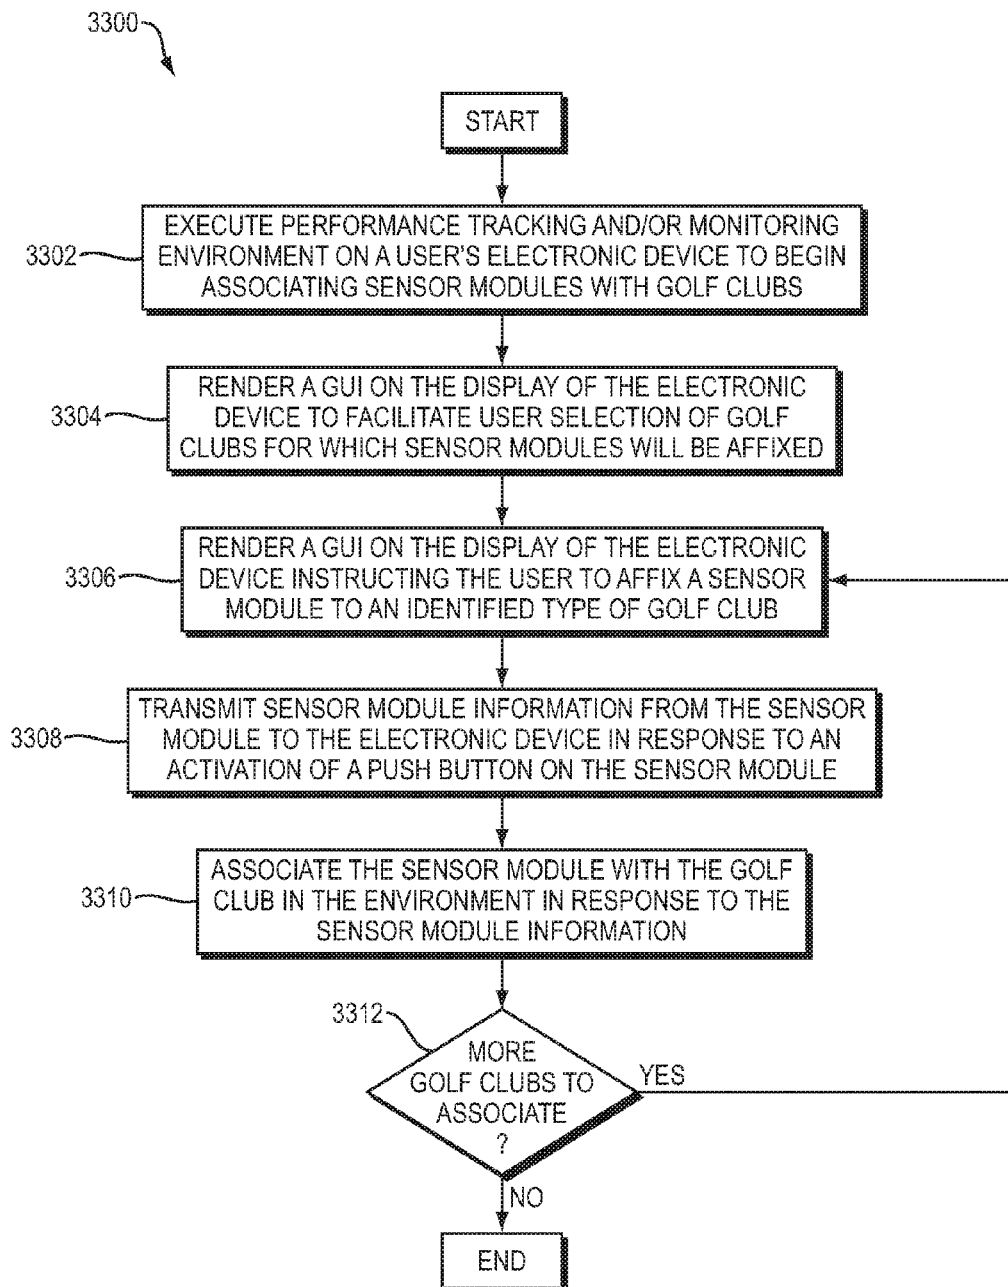 3300
START
3302
EXECUTE PERFORMANCE TRACKING AND/OR MONITORING
ENVIRONMENT ON A USER'S ELECTRONIC DEVICE TO BEGIN
ASSOCIATING SENSOR MODULES WITH GOLF CLUBS
3304
RENDER A GUI ON THE DISPLAY OF THE ELECTRONIC
DEVICE TO FACILITATE USER SELECTION OF GOLF
CLUBS FOR WHICH SENSOR MODULES WILL BE AFFIXED
3306
RENDER A GUI ON THE DISPLAY OF THE ELECTRONIC
DEVICE INSTRUCTING THE USER TO AFFIX A SENSOR
MODULE TO AN IDENTIFIED TYPE OF GOLF CLUB
3308
TRANSMIT SENSOR MODULE INFORMATION FROM THE SENSOR
MODULE TO THE ELECTRONIC DEVICE IN RESPONSE TO AN
ACTIVATION OF A PUSH BUTTON ON THE SENSOR MODULE
3310
ASSOCIATE THE SENSOR MODULE WITH THE GOLF
CLUB IN THE ENVIRONMENT IN RESPONSE TO THE
SENSOR MODULE INFORMATION
3312
MORE
GOLF CLUBS TO
ASSOCIATE
?
YES
NO
END